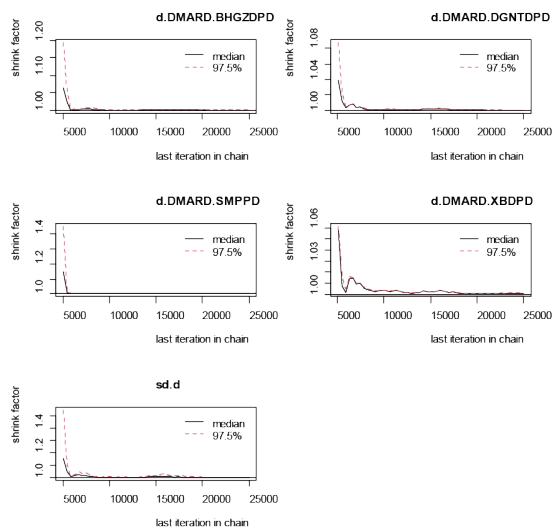 d.DMARD.BHGZDPD
shrink factor
1.00 1.10 1.20
median
97.5%
5000 10000 15000 20000 25000
last iteration in chain
d.DMARD.DGNTDPD
shrink factor
1.00 1.04 1.08
median
97.5%
5000 10000 15000 20000 25000
last iteration in chain
d.DMARD.SMPPD
shrink factor
1.0 1.2 1.4
median
97.5%
5000 10000 15000 20000 25000
last iteration in chain
d.DMARD.XBDPD
shrink factor
1.00 1.03 1.06
median
97.5%
5000 10000 15000 20000 25000
last iteration in chain
sd.d
shrink factor
1.0 1.2 1.4
median
97.5%
5000 10000 15000 20000 25000
last iteration in chain